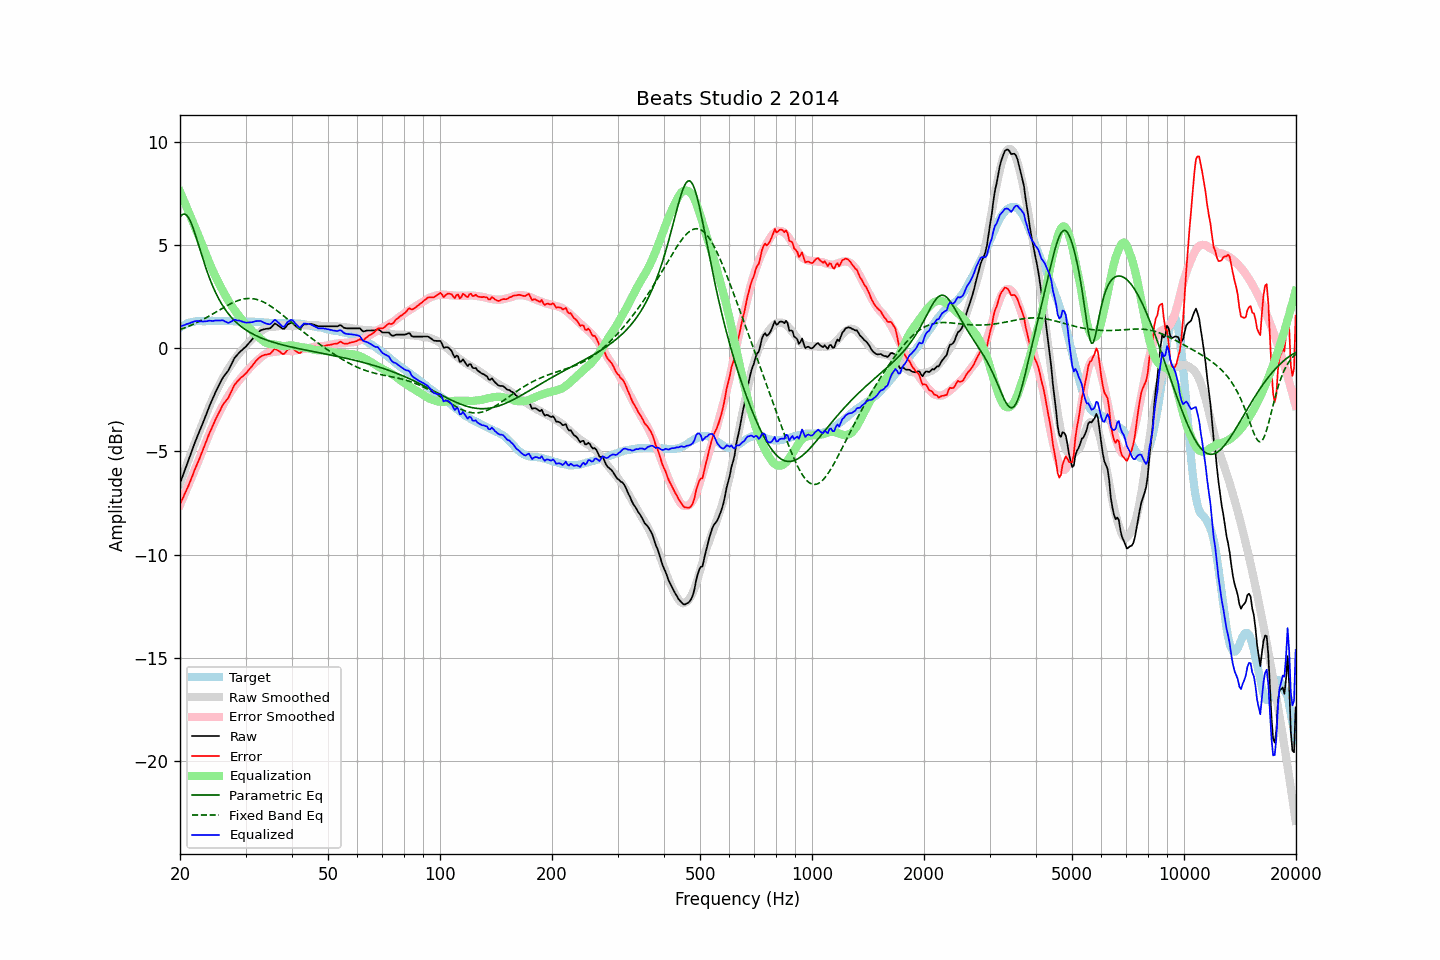 Beats Studio 2 2014
10
5
0
−5
−10
−15
−20
Amplitude (dBr)
Target
Raw Smoothed
Error Smoothed
Raw
Error
Equalization
Parametric Eq
Fixed Band Eq
Equalized
20 50 100 200 500 1000 2000 5000 10000 20000
Frequency (Hz)